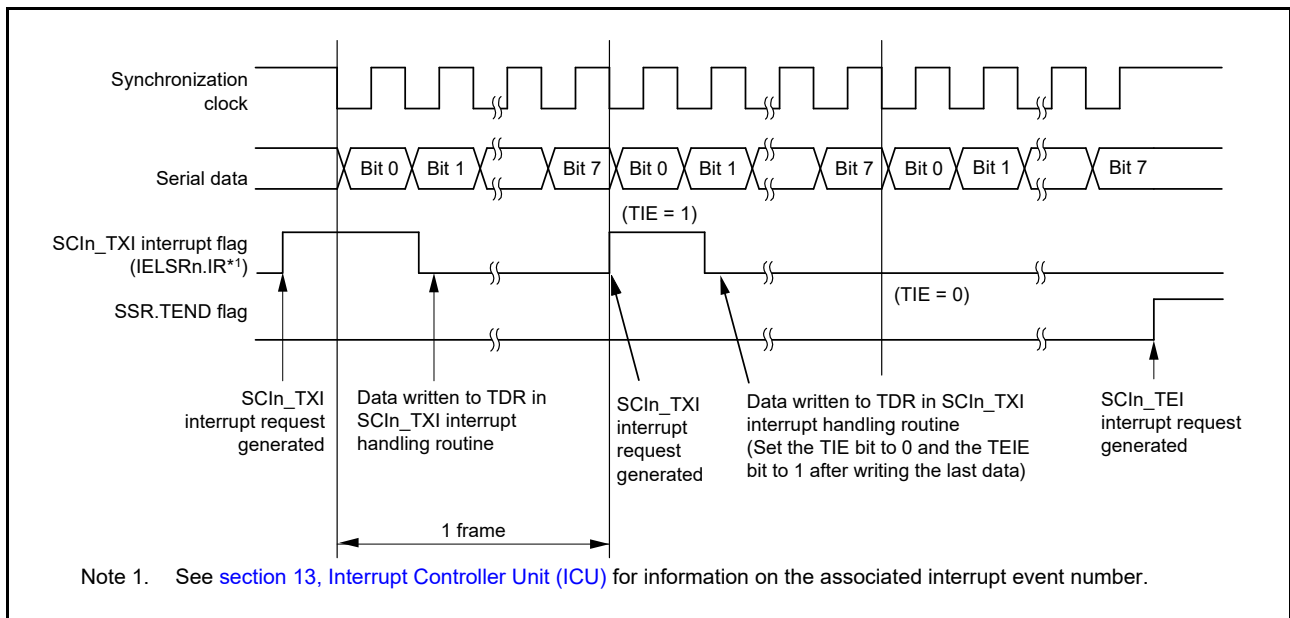 Synchronization
clock
Serial data
Bit 0 Bit 1 Bit 7 Bit 0 Bit 1 Bit 7 Bit 0 Bit 1 Bit 7
(TIE = 1)
SCIn_TXI interrupt flag
(IELSRn.IR*1)
(TIE = 0)
SSR.TEND flag
SCIn_TXI
interrupt request
generated
Data written to TDR in
SCIn_TXI interrupt
handling routine
SCIn_TXI
interrupt
request
generated
Data written to TDR in SCIn_TXI
interrupt handling routine
(Set the TIE bit to 0 and the TEIE
bit to 1 after writing the last data)
SCIn_TEI
interrupt request
generated
1 frame
Note 1. See section 13, Interrupt Controller Unit (ICU) for information on the associated interrupt event number.